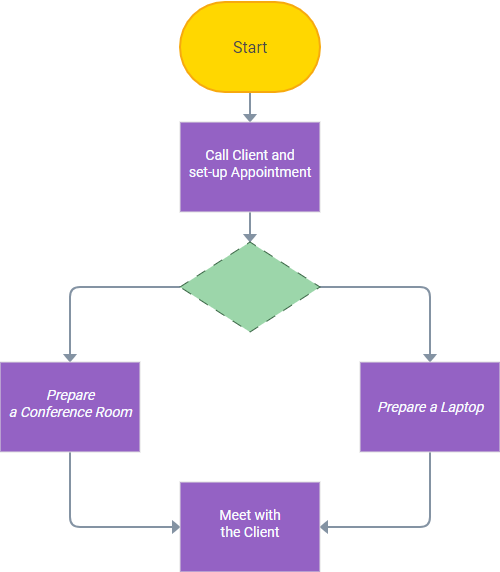 Start
Call Client and
set-up Appointment
Prepare
a Conference Room
Prepare a Laptop
Meet with
the Client